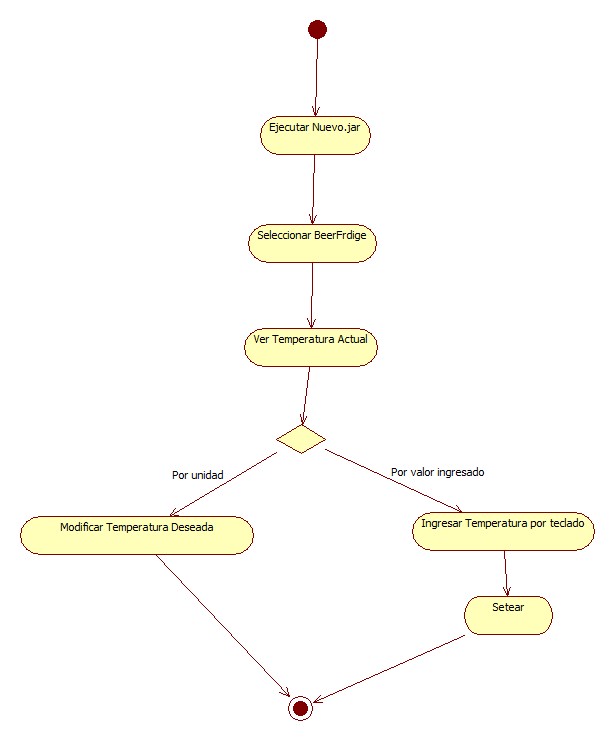 Ejecutar Nuevo.jar
Seleccionar BeerFrdige
Ver Temperatura Actual
Por unidad
Por valor ingresado
Modificar Temperatura Deseada
Ingresar Temperatura por teclado
Setear